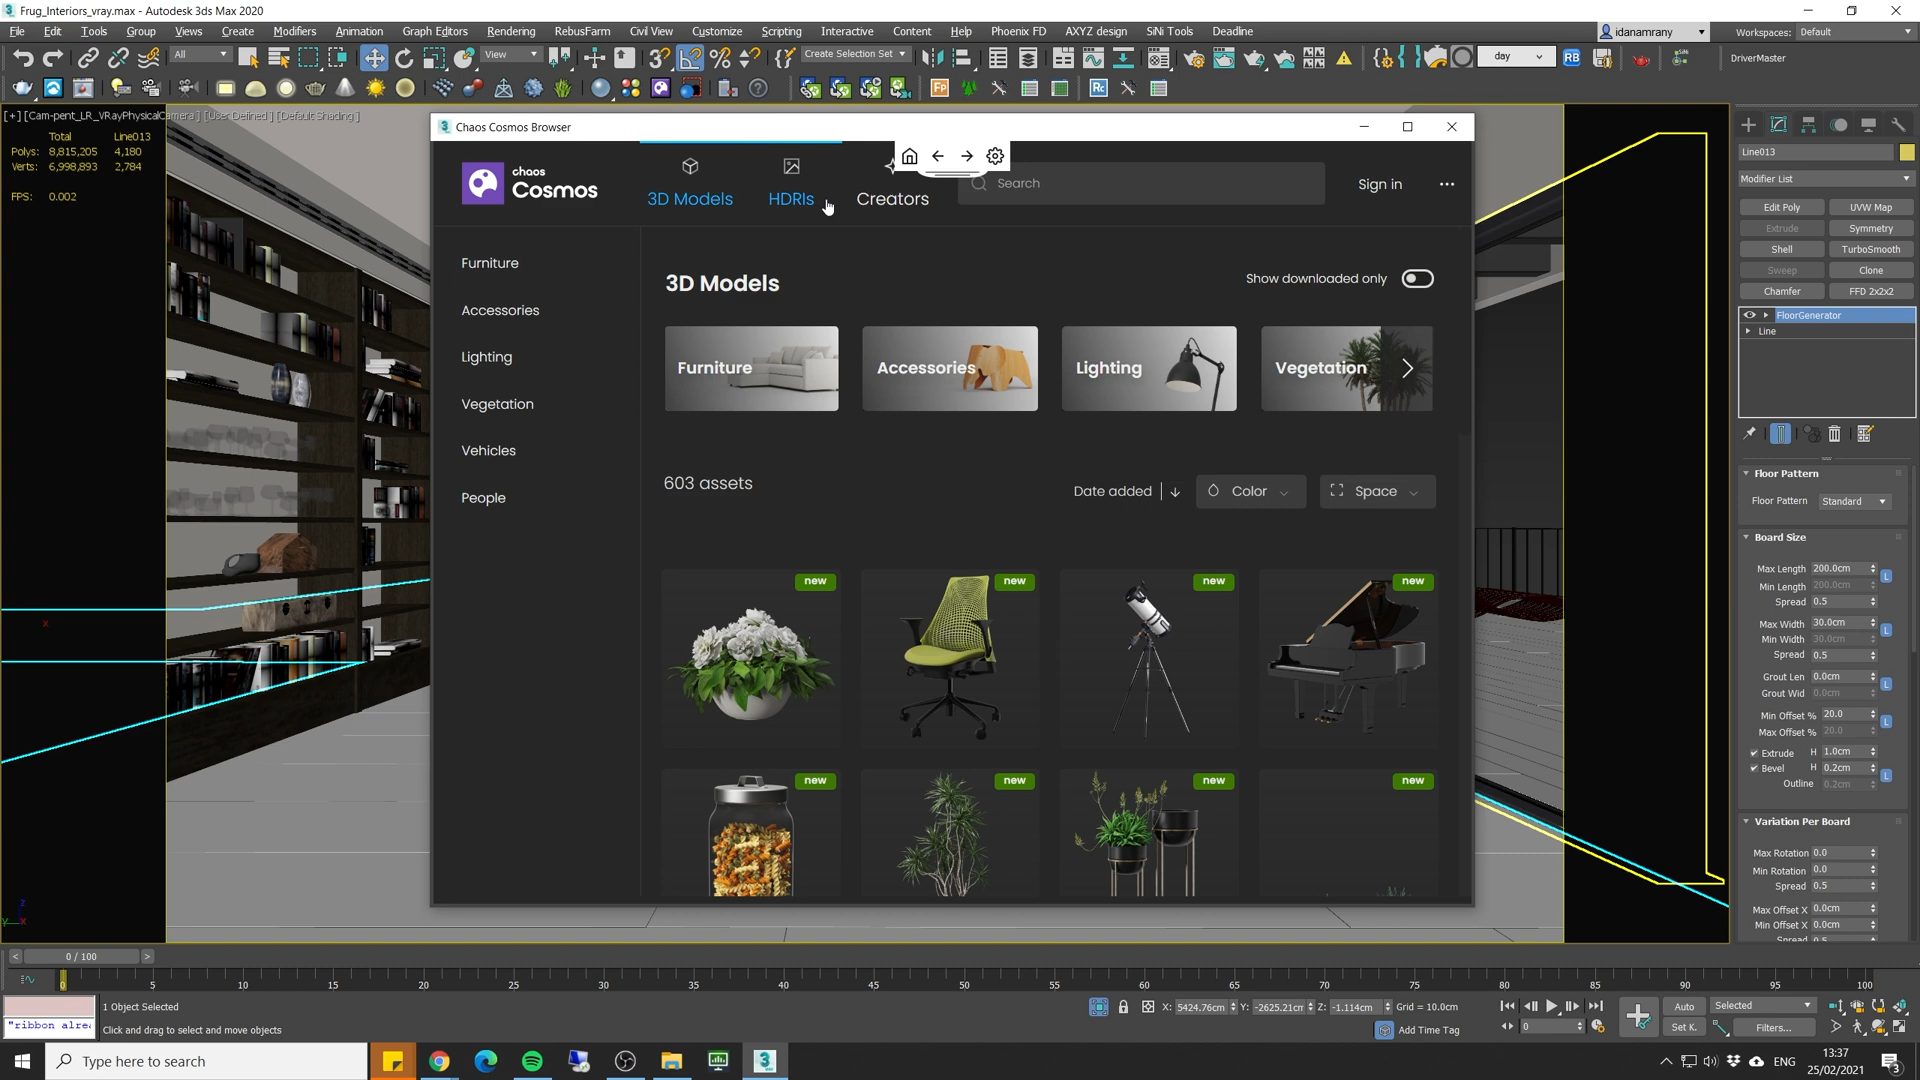 Frug_Interiors_vray.max - Autodesk 3ds Max 2020
File Edit Tools Group Views Create Modifiers Animation Graph Editors Rendering RebusFarm Civil View Customize Scripting Interactive Content Help Phoenix FD AXYZ design SiNi Tools Deadline
idanamrany
Workspaces: Default
All
View
Create Selection Set
day
RB
DriverMaster
FP
Rc
[+] [Cam-pent_LR_VRayPhysicalCamera] [User Defined] [Default Shading]
Total Line013
Polys: 8,815,205 4,180
Verts: 6,998,893 2,784
FPS: 0.002
Chaos Cosmos Browser
chaos
Cosmos
3D Models
HDRIs
Creators
Search
Sign in
Furniture
Accessories
Lighting
Vegetation
Vehicles
People
3D Models
Show downloaded only
Furniture
Accessories
Lighting
Vegetation
603 assets
Date added
Color
Space
new
new
new
new
new
new
new
new
Line013
Modifier List
Edit Poly UVW Map
Extrude Symmetry
Shell TurboSmooth
Sweep Clone
Chamfer FFD 2x2x2
FloorGenerator
Line
Floor Pattern
Floor Pattern Standard
Board Size
Max Length 200.0cm
Min Length 200.0cm
L
Spread 0.5
Max Width 30.0cm
Min Width 30.0cm
L
Spread 0.5
Grout Len 0.0cm
Grout Wid 0.0cm
L
Min Offset % 20.0
Max Offset % 20.0
L
Extrude H 1.0cm
Bevel H 0.2cm
Outline 0.2cm
L
Variation Per Board
Max Rotation 0.0
Min Rotation 0.0
Spread 0.5
Max Offset X 0.0cm
Min Offset X 0.0cm
Spread 0.5
z
y x
x
< 0 / 100 >
0 5 10 15 20 25 30 35 40 45 50 55 60 65 70 75 80 85 90 95 100
1 Object Selected
"ribbon alrea
Click and drag to select and move objects
X: 5424.76cm Y: -2625.21cm Z: -1.114cm Grid = 10.0cm
Add Time Tag
0
Auto
Selected
Set K.
Filters...
Type here to search
ENG
13:37
25/02/2021
3